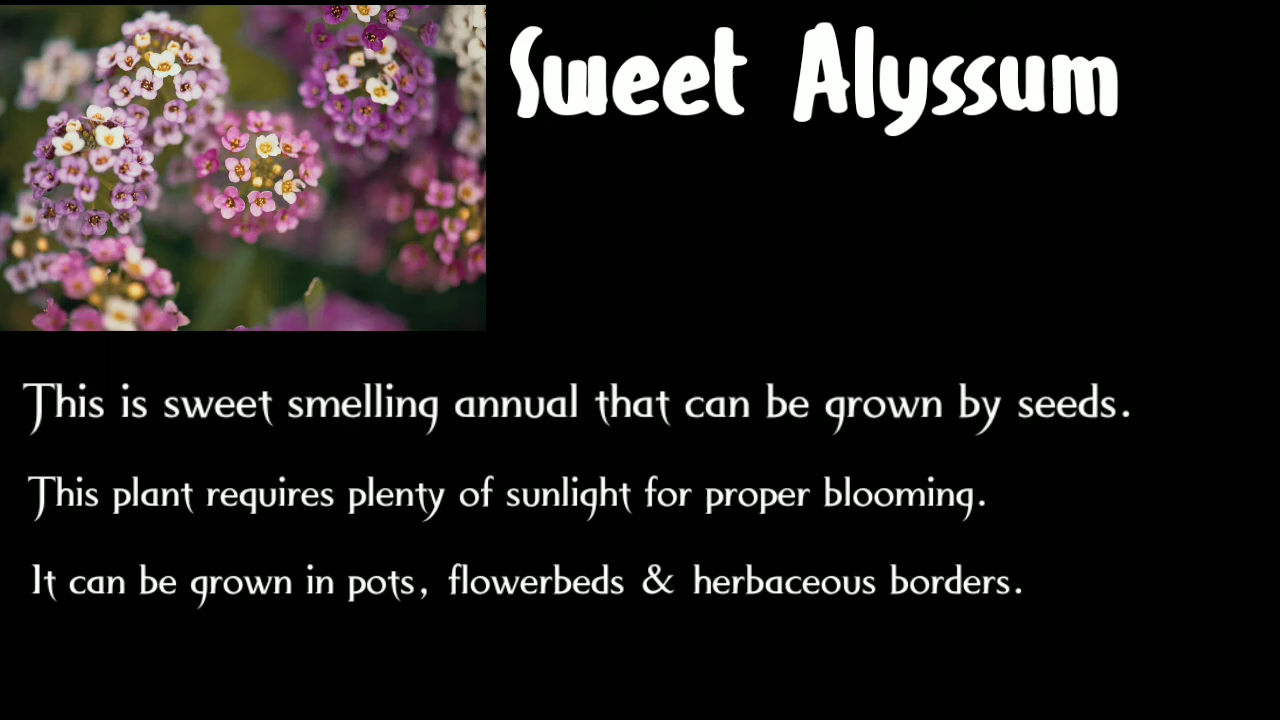 Sweet Alyssum
This is sweet smelling annual that can be grown by seeds.
This plant requires plenty of sunlight for proper blooming.
It can be grown in pots, flowerbeds & herbaceous borders.